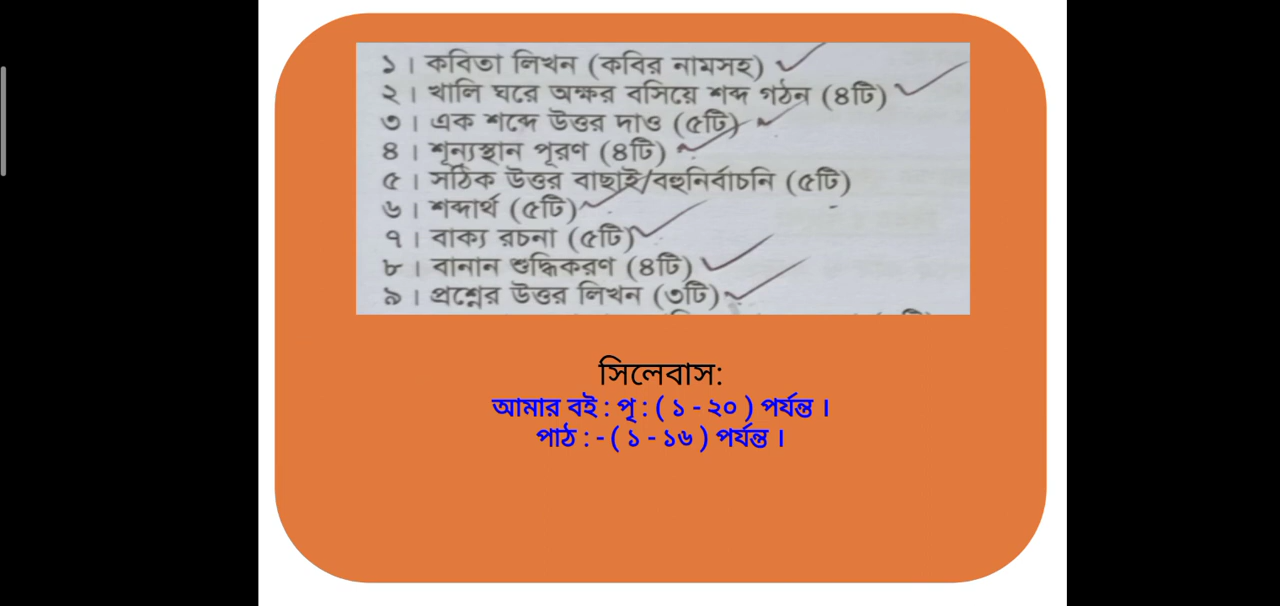 ১। কবিতা লিখন (কবির নামসহ)
২। খালি ঘরে অক্ষর বসিয়ে শব্দ গঠন (৪টি)
৩। এক শব্দে উত্তর দাও (৫টি)
৪। শূন্যস্থান পূরণ (৪টি)
৫। সঠিক উত্তর বাছাই/বহুনির্বাচনি (৫টি)
৬। শব্দার্থ (৫টি)
৭। বাক্য রচনা (৫টি)
৮। বানান শুদ্ধিকরণ (৪টি)
৯। প্রশ্নের উত্তর লিখন (৩টি)
সিলেবাস:
আমার বই : পৃ : ( ১ - ২০ ) পর্যন্ত ।
পাঠ : - ( ১ - ১৬ ) পর্যন্ত ।